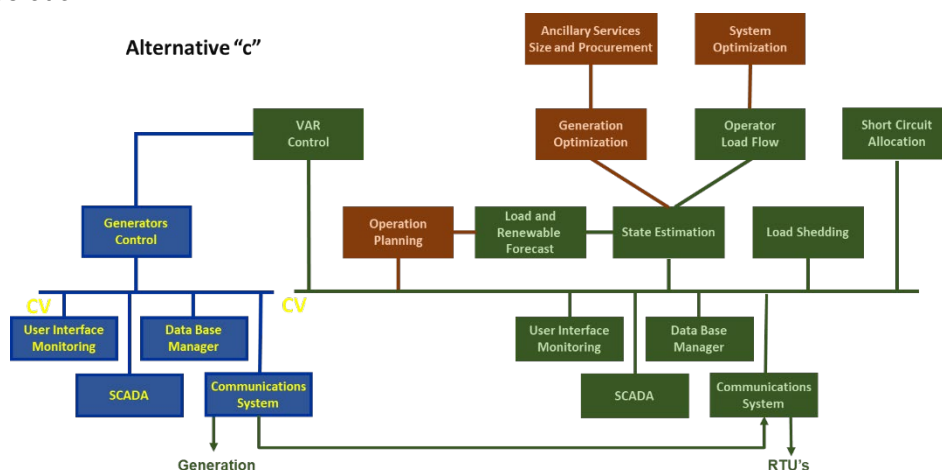 Alternative “c”
Ancillary Services
Size and Procurement
System
Optimization
VAR
Control
Generation
Optimization
Operator
Load Flow
Short Circuit
Allocation
Generators
Control
Operation
Planning
Load and
Renewable
Forecast
State Estimation
Load Shedding
CV
CV
User Interface
Monitoring
Data Base
Manager
User Interface
Monitoring
Data Base
Manager
SCADA
Communications
System
SCADA
Communications
System
Generation
RTU's